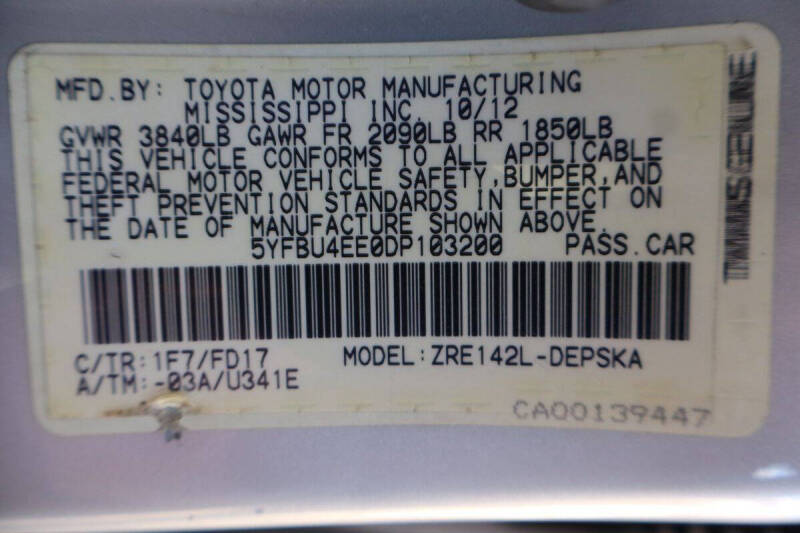 MFD.BY: TOYOTA MOTOR MANUFACTURING
MISSISSIPPI INC. 10/12
GVWR 3840LB GAWR FR 2090LB RR 1850LB
THIS VEHICLE CONFORMS TO ALL APPLICABLE
FEDERAL MOTOR VEHICLE SAFETY,BUMPER,AND
THEFT PREVENTION STANDARDS IN EFFECT ON
THE DATE OF MANUFACTURE SHOWN ABOVE.
5YFBU4EE0DP103200 PASS.CAR
C/TR:1F7/FD17 MODEL:ZRE142L-DEPSKA
A/TM:-03A/U341E
CA00139447